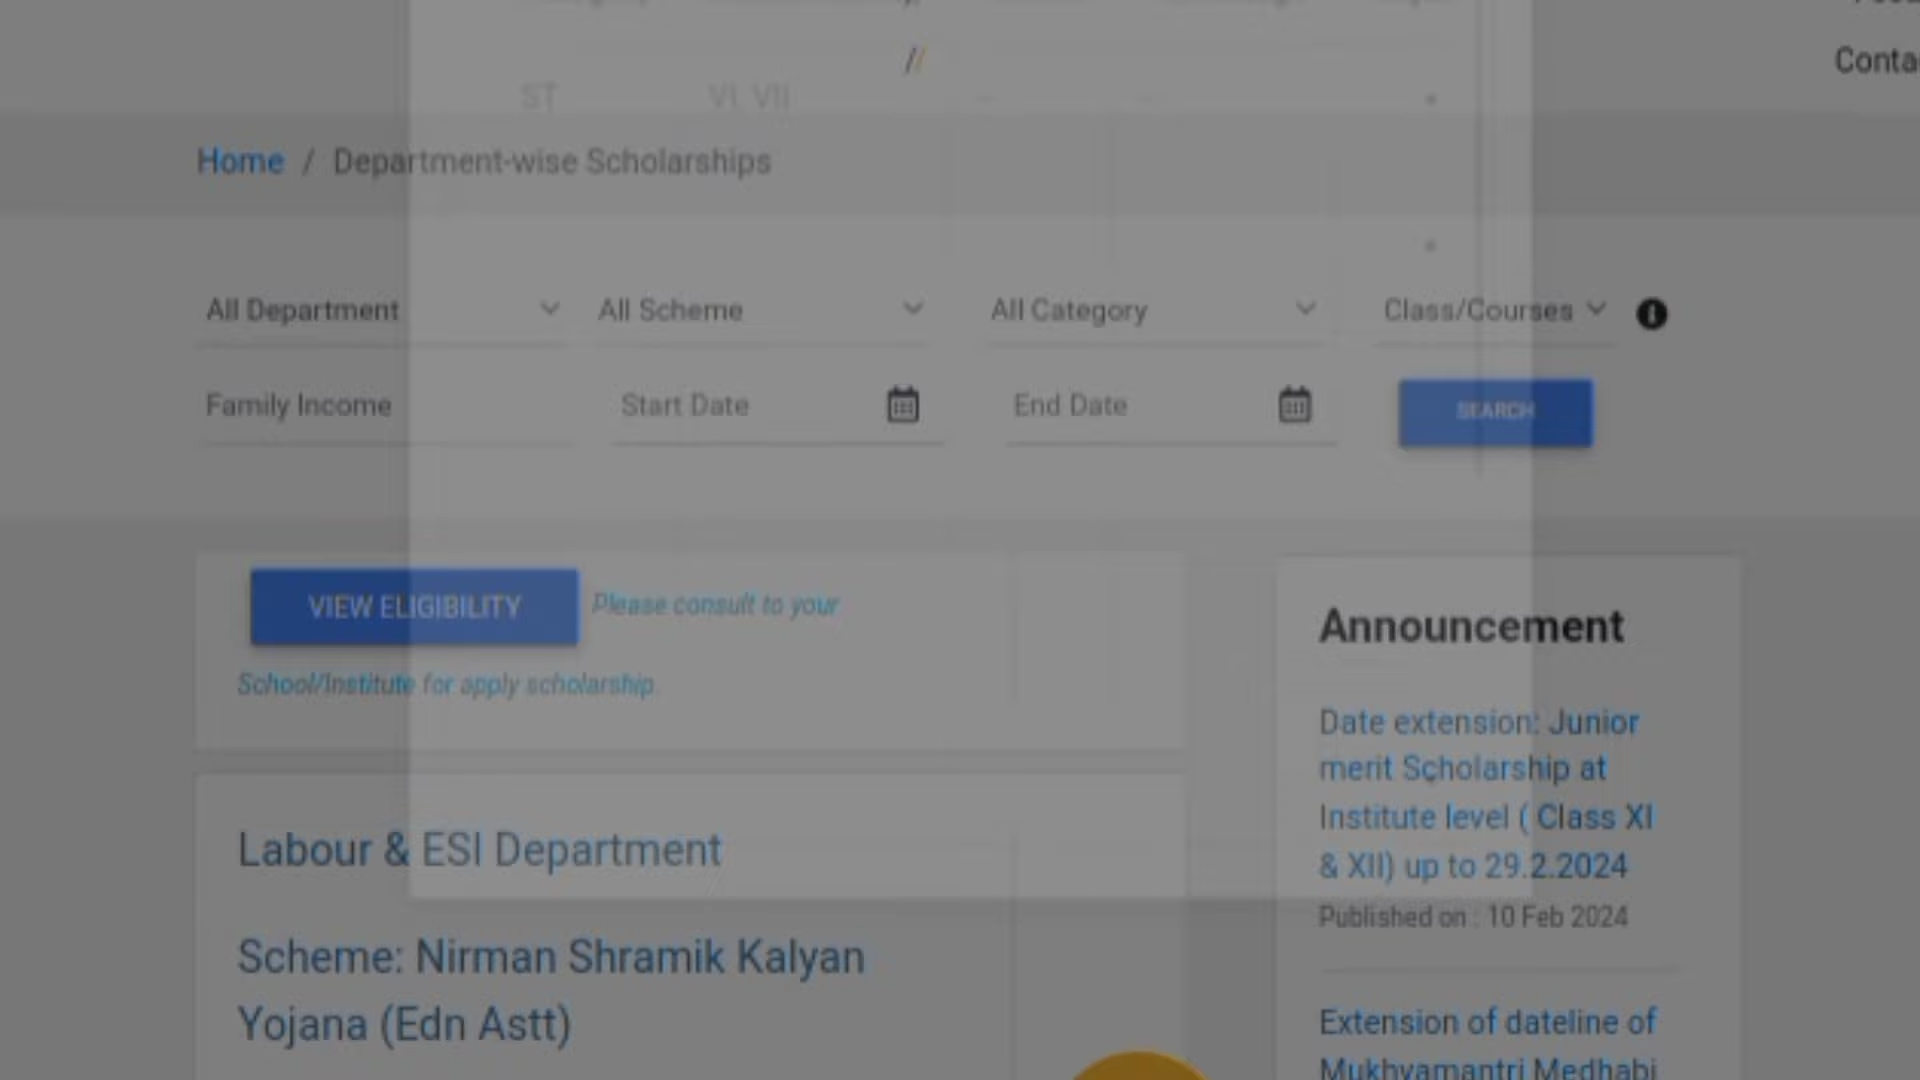 Conta
ST VI VII - - *
Home / Department-wise Scholarships
*
All Department All Scheme All Category Class/Courses
Family Income Start Date End Date SEARCH
VIEW ELIGIBILITY Please consult to your
School/Institute for apply scholarship.
Labour & ESI Department
Scheme: Nirman Shramik Kalyan
Yojana (Edn Astt)
Announcement
Date extension: Junior
merit Scholarship at
Institute level ( Class XI
& XII) up to 29.2.2024
Published on : 10 Feb 2024
Extension of dateline of
Mukhyamantri Medhabi